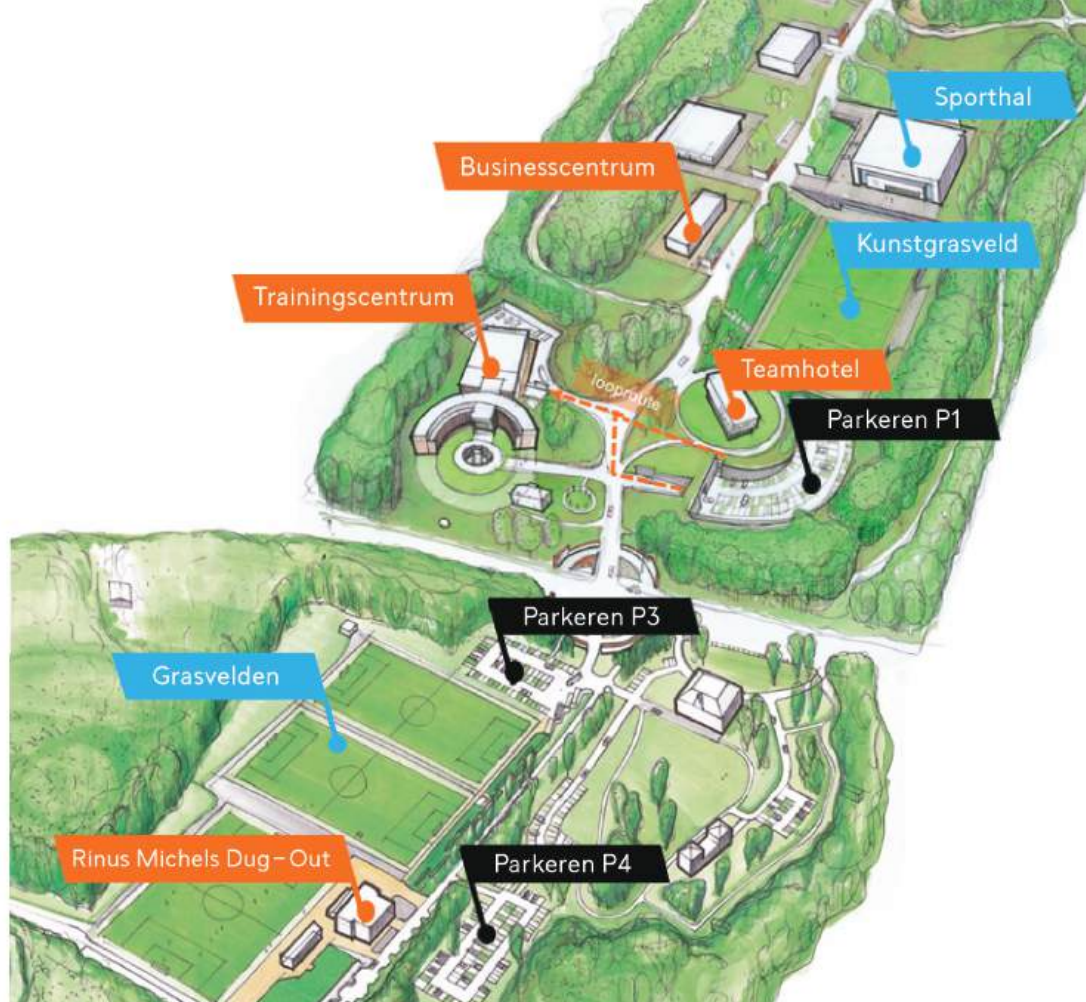 Sporthal
Businesscentrum
Kunstgrasveld
Trainingscentrum
looproute
Teamhotel
Parkeren P1
Parkeren P3
Grasvelden
Rinus Michels Dug-Out
Parkeren P4